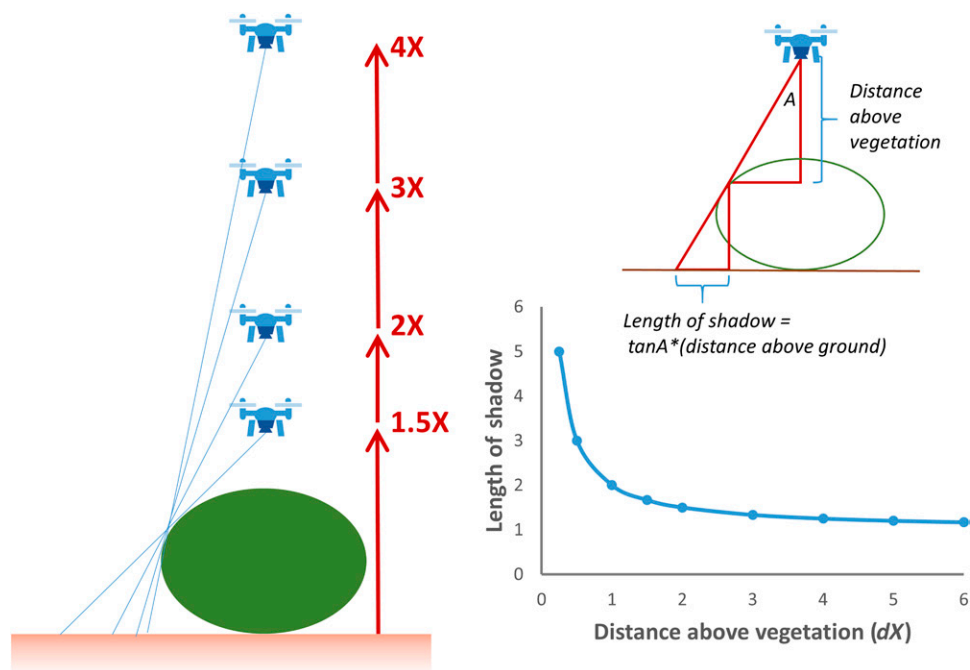 4X
3X
2X
1.5X
A
Distance
above
vegetation
Length of shadow =
tanA*(distance above ground)
Length of shadow
6
5
4
3
2
1
0
0 1 2 3 4 5 6
Distance above vegetation (dX)